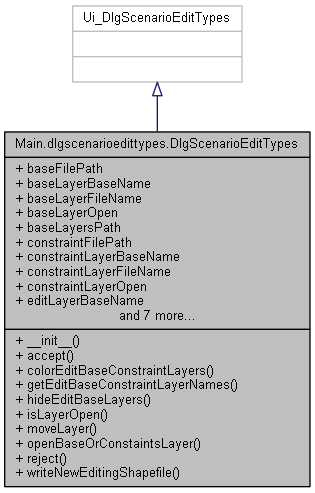 Ui_DlgScenarioEditTypes
Main.dlgscenarioedittypes.DlgScenarioEditTypes
+ baseFilePath
+ baseLayerBaseName
+ baseLayerFileName
+ baseLayerOpen
+ baseLayersPath
+ constraintFilePath
+ constraintLayerBaseName
+ constraintLayerFileName
+ constraintLayerOpen
+ editLayerBaseName
and 7 more...
+ __init__()
+ accept()
+ colorEditBaseConstraintLayers()
+ getEditBaseConstraintLayerNames()
+ hideEditBaseLayers()
+ isLayerOpen()
+ moveLayer()
+ openBaseOrConstaintsLayer()
+ reject()
+ writeNewEditingShapefile()